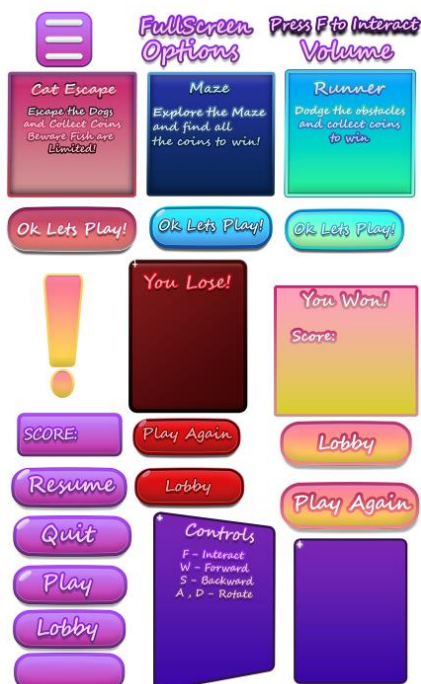 FullScreen
Options
Press F to Interact
Volume
Cat Escape
Escape the Dogs
and Collect Coins
Beware Fish are
Limited!
Maze
Explore the Maze
and find all
the coins to win!
Runner
Dodge the obstacles
and collect coins
to win
Ok Lets Play!
Ok Lets Play!
Ok Lets Play!
You Lose!
You Won!
Score:
SCORE:
Play Again
Lobby
Resume
Lobby
Play Again
Quit
Controls
F - Interact
W - Forward
S - Backward
A , D - Rotate
Play
Lobby